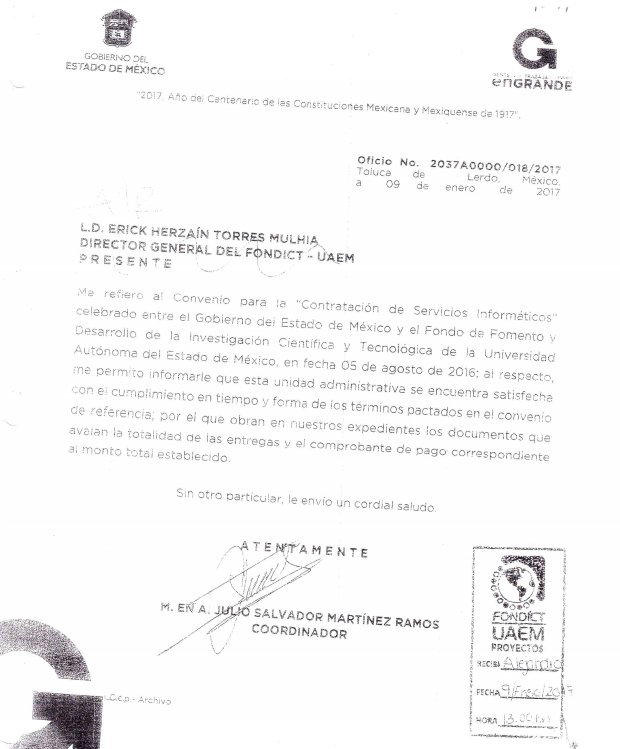 GOBIERNO DEL
ESTADO DE MÉXICO
enGRANDE
"2017. Año del Centenario de las Constituciones Mexicana y Mexiquense de 1917".
Oficio No. 2037A0000/018/2017
Toluca de Lerdo, México,
a 09 de enero de 2017
L.D. ERICK HERZAÍN TORRES MULHIA
DIRECTOR GENERAL DEL FONDICT - UAEM
PRESENTE
Me refiero al Convenio para la "Contratación de Servicios Informáticos"
celebrado entre el Gobierno del Estado de México y el Fondo de Fomento y
Desarrollo de la Investigación Científica y Tecnológica de la Universidad
Autónoma del Estado de México, en fecha 05 de agosto de 2016; al respecto,
me permito informarle que esta unidad administrativa se encuentra satisfecha
con el cumplimiento en tiempo y forma de los términos pactados en el convenio
de referencia; por el que obran en nuestros expedientes los documentos que
avalan la totalidad de las entregas y el comprobante de pago correspondiente
al monto total establecido.
Sin otro particular, le envío un cordial saludo.
ATENTAMENTE
M. EN A. JULIO SALVADOR MARTÍNEZ RAMOS
COORDINADOR
C.c.p.- Archivo
FONDICT
UAEM
PROYECTOS
RECIBE
FECHA 9/Ene/2017
HORA